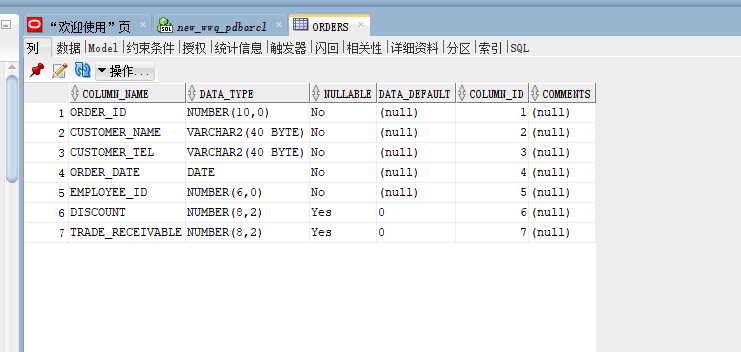 “欢迎使用”页 new_wwq_pdborcl ORDERS
列 数据 Model 约束条件 授权 统计信息 触发器 闪回 相关性 详细资料 分区 索引 SQL
操作...
COLUMN_NAME DATA_TYPE NULLABLE DATA_DEFAULT COLUMN_ID COMMENTS
1 ORDER_ID NUMBER(10,0) No (null) 1 (null)
2 CUSTOMER_NAME VARCHAR2(40 BYTE) No (null) 2 (null)
3 CUSTOMER_TEL VARCHAR2(40 BYTE) No (null) 3 (null)
4 ORDER_DATE DATE No (null) 4 (null)
5 EMPLOYEE_ID NUMBER(6,0) No (null) 5 (null)
6 DISCOUNT NUMBER(8,2) Yes 0 6 (null)
7 TRADE_RECEIVABLE NUMBER(8,2) Yes 0 7 (null)